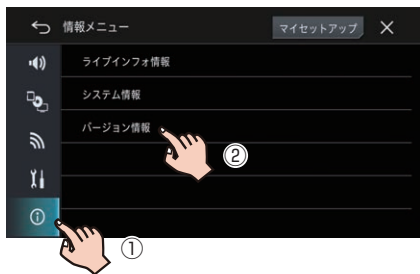 情報メニュー
マイセットアップ
ライブインフォ情報
システム情報
バージョン情報
②
①